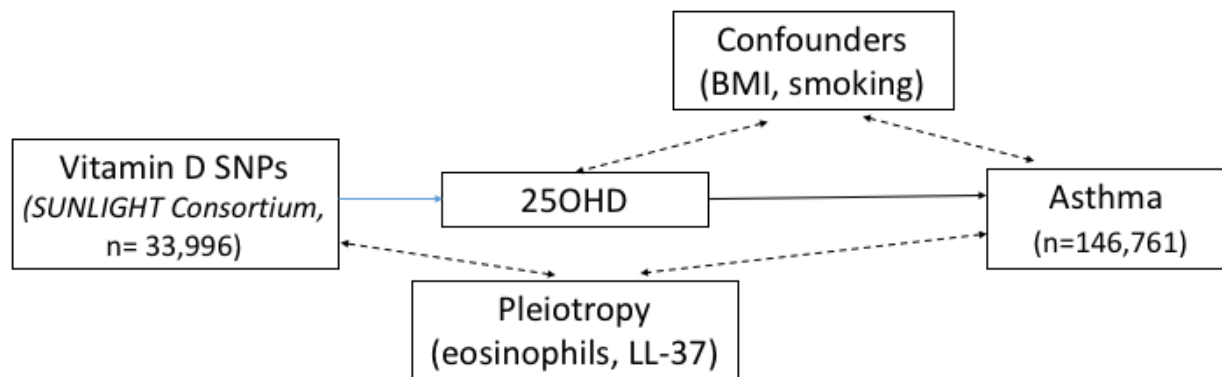 Confounders
(BMI, smoking)
Vitamin D SNPs
(SUNLIGHT Consortium,
n= 33,996)
25OHD
Asthma
(n=146,761)
Pleiotropy
(eosinophils, LL-37)